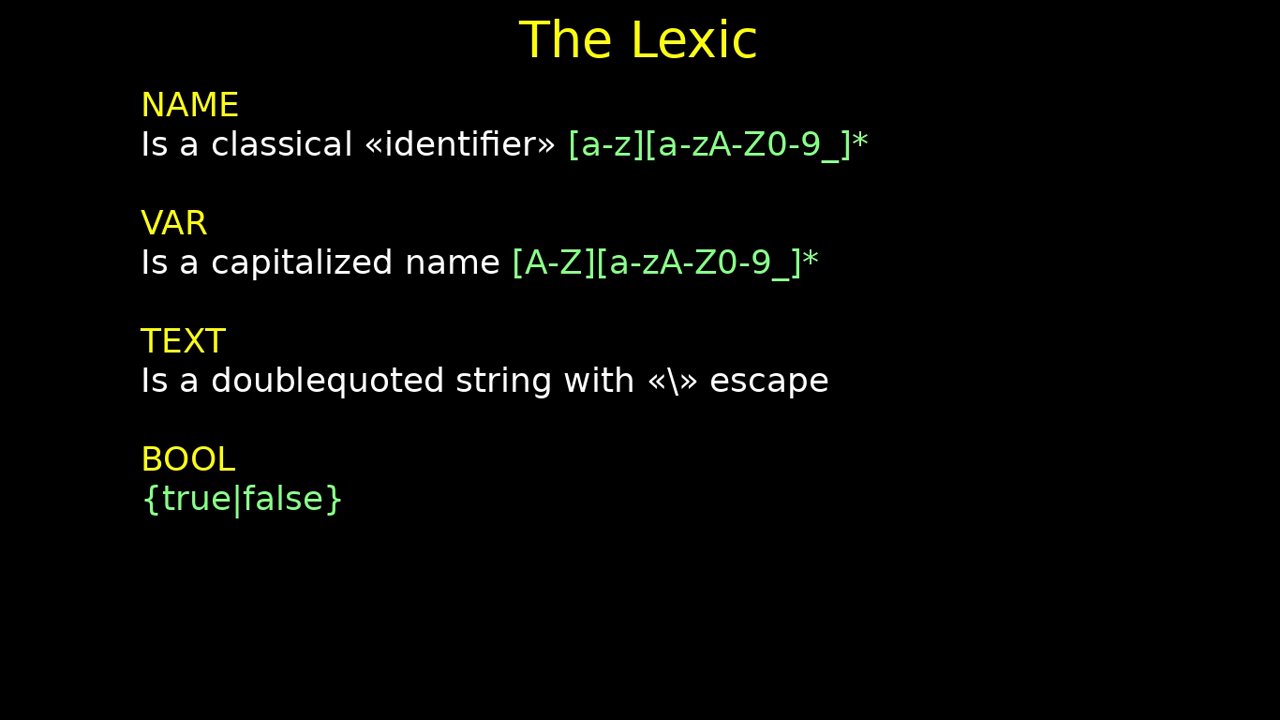 The Lexic
NAME
Is a classical «identifier» [a-z][a-zA-Z0-9_]*
VAR
Is a capitalized name [A-Z][a-zA-Z0-9_]*
TEXT
Is a doublequoted string with «\» escape
BOOL
{true|false}